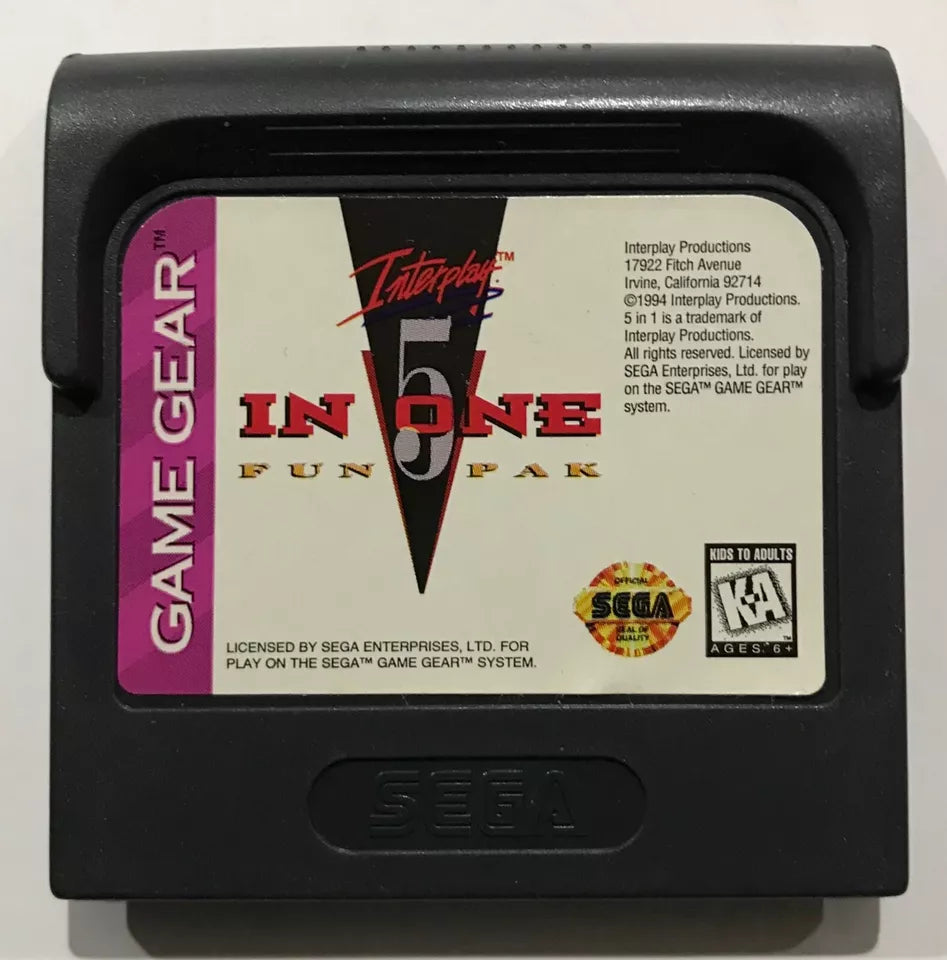 GAME GEAR™
Interplay.™
5
IN ONE
FUN PAK
Interplay Productions
17922 Fitch Avenue
Irvine, California 92714
©1994 Interplay Productions.
5 in 1 is a trademark of
Interplay Productions.
All rights reserved. Licensed by
SEGA Enterprises, Ltd. for play
on the SEGA™ GAME GEAR™
system.
LICENSED BY SEGA ENTERPRISES, LTD. FOR
PLAY ON THE SEGA™ GAME GEAR™ SYSTEM.
OFFICIAL
SEGA
SEAL OF
QUALITY
KIDS TO ADULTS
K-A
™
AGES 6+
SEGA